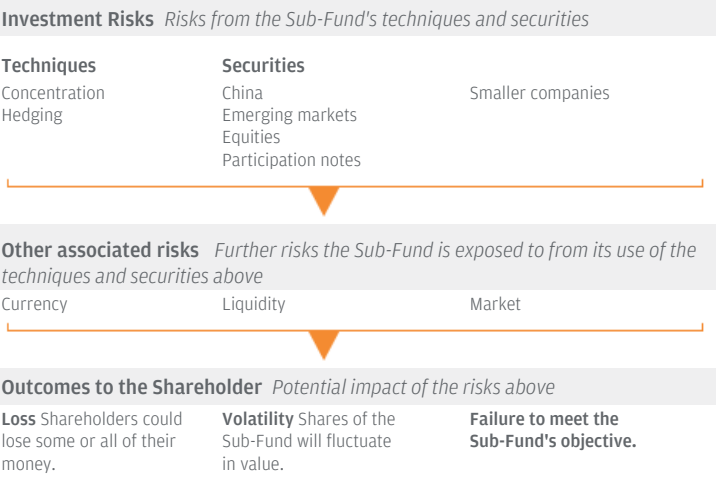 Investment Risks Risks from the Sub-Fund's techniques and securities
Techniques
Concentration
Hedging
Securities
China
Emerging markets
Equities
Participation notes
Smaller companies
Other associated risks Further risks the Sub-Fund is exposed to from its use of the
techniques and securities above
Currency
Liquidity
Market
Outcomes to the Shareholder Potential impact of the risks above
Loss Shareholders could
lose some or all of their
money.
Volatility Shares of the
Sub-Fund will fluctuate
in value.
Failure to meet the
Sub-Fund's objective.